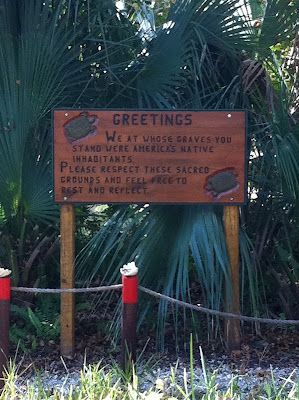 GREETINGS
WE AT WHOSE GRAVES YOU
STAND WERE AMERICA'S NATIVE
INHABITANTS.
PLEASE RESPECT THESE SACRED
GROUNDS AND FEEL FREE TO
REST AND REFLECT.